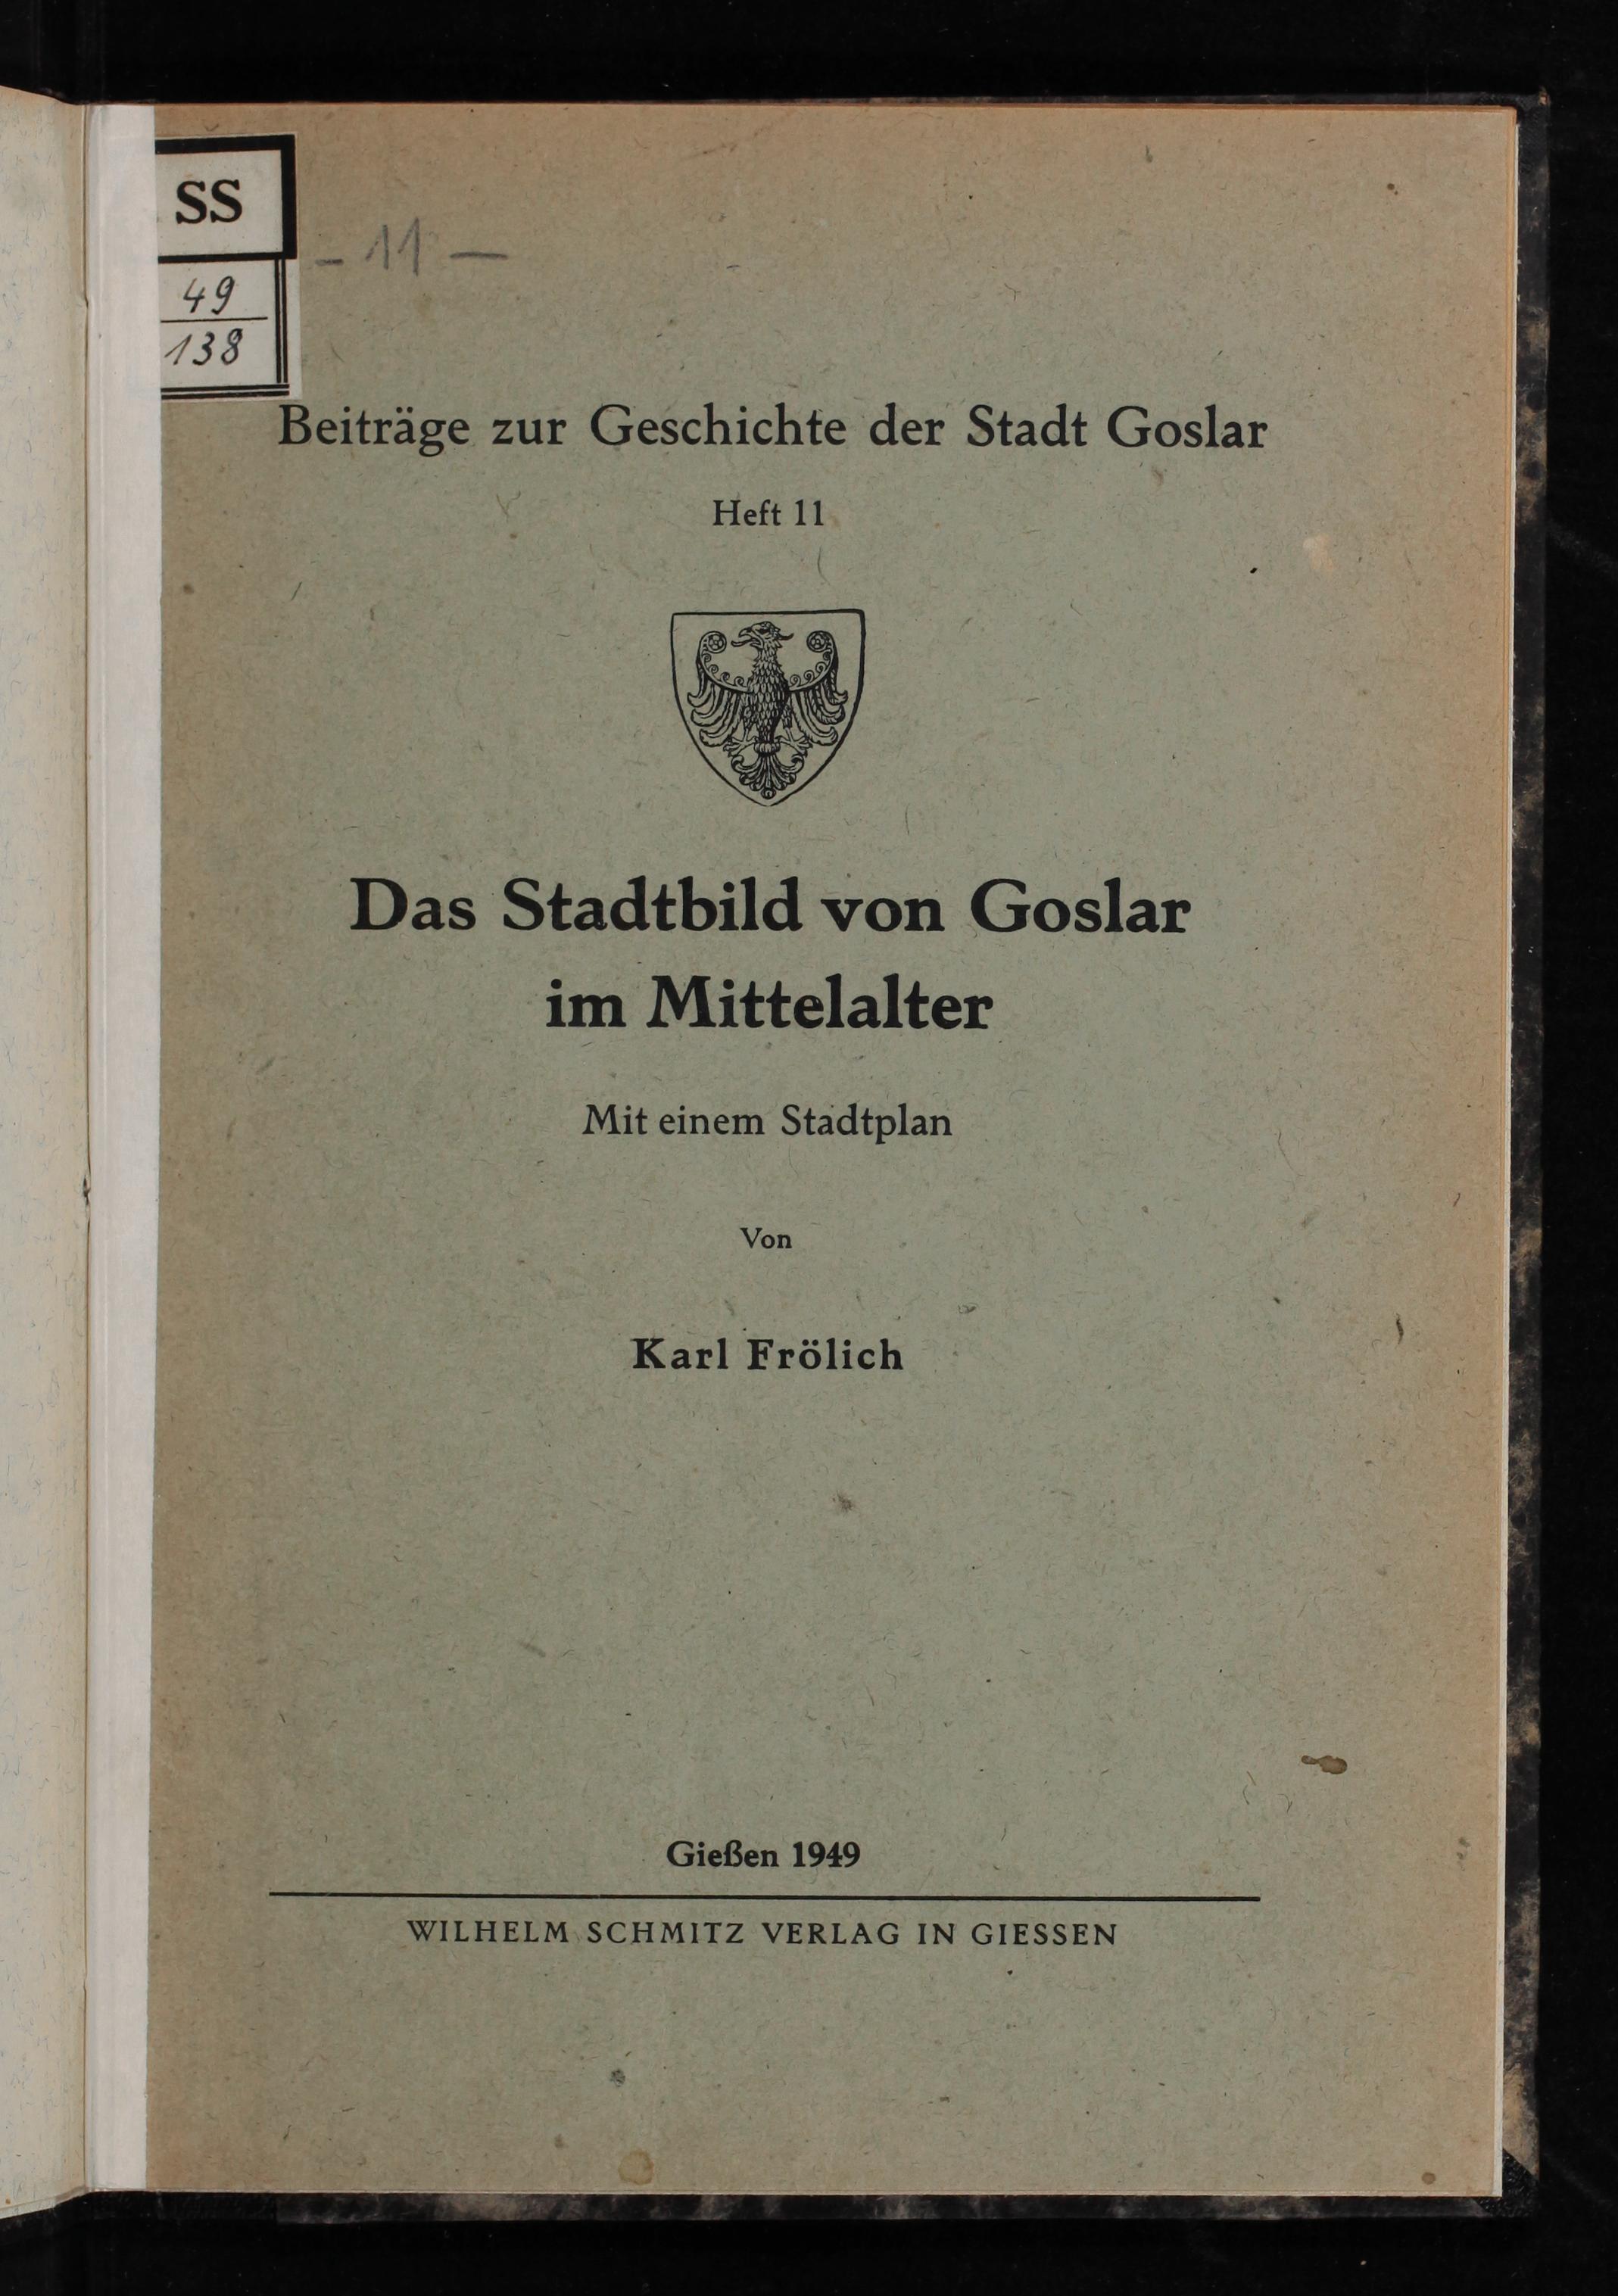 SS
- 11 -
49
138
Beiträge zur Geschichte der Stadt Goslar
Heft 11
Das Stadtbild von Goslar
im Mittelalter
Mit einem Stadtplan
Von
Karl Frölich
Gießen 1949
WILHELM SCHMITZ VERLAG IN GIESSEN